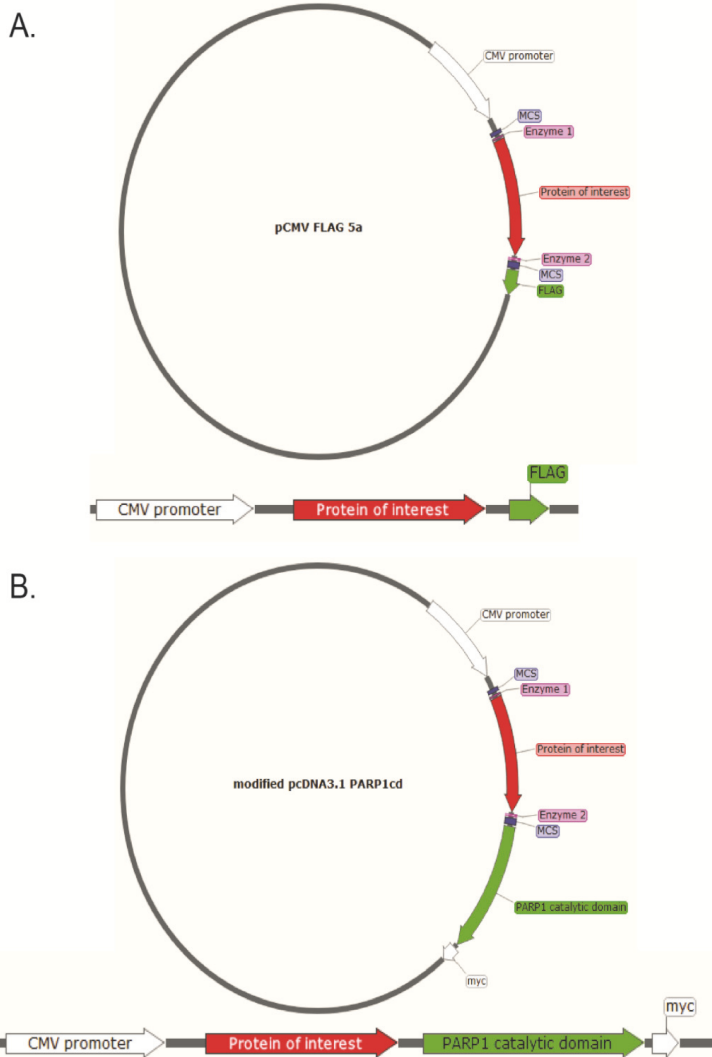 A.
CMV promoter
MCS
Enzyme 1
Protein of interest
pCMV FLAG 5a
Enzyme 2
MCS
FLAG
FLAG
CMV promoter
Protein of interest
B.
CMV promoter
MCS
Enzyme 1
Protein of interest
modified pcDNA3.1 PARP1cd
Enzyme 2
MCS
PARP1 catalytic domain
myc
myc
CMV promoter
Protein of interest
PARP1 catalytic domain